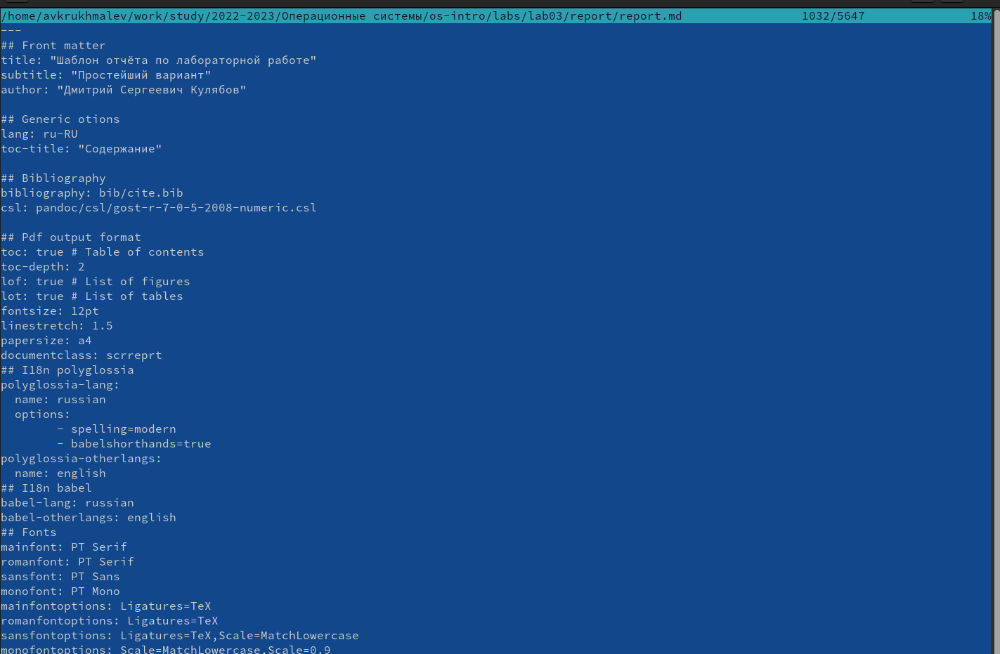 /home/avkrukhmalev/work/study/2022-2023/Операционные системы/os-intro/labs/lab03/report/report.md 1032/5647 18%
---
## Front matter
title: "Шаблон отчёта по лабораторной работе"
subtitle: "Простейший вариант"
author: "Дмитрий Сергеевич Кулябов"

## Generic otions
lang: ru-RU
toc-title: "Содержание"

## Bibliography
bibliography: bib/cite.bib
csl: pandoc/csl/gost-r-7-0-5-2008-numeric.csl

## Pdf output format
toc: true # Table of contents
toc-depth: 2
lof: true # List of figures
lot: true # List of tables
fontsize: 12pt
linestretch: 1.5
papersize: a4
documentclass: scrreprt
## I18n polyglossia
polyglossia-lang:
  name: russian
  options:
        - spelling=modern
        - babelshorthands=true
polyglossia-otherlangs:
  name: english
## I18n babel
babel-lang: russian
babel-otherlangs: english
## Fonts
mainfont: PT Serif
romanfont: PT Serif
sansfont: PT Sans
monofont: PT Mono
mainfontoptions: Ligatures=TeX
romanfontoptions: Ligatures=TeX
sansfontoptions: Ligatures=TeX,Scale=MatchLowercase
monofontoptions: Scale=MatchLowercase,Scale=0.9